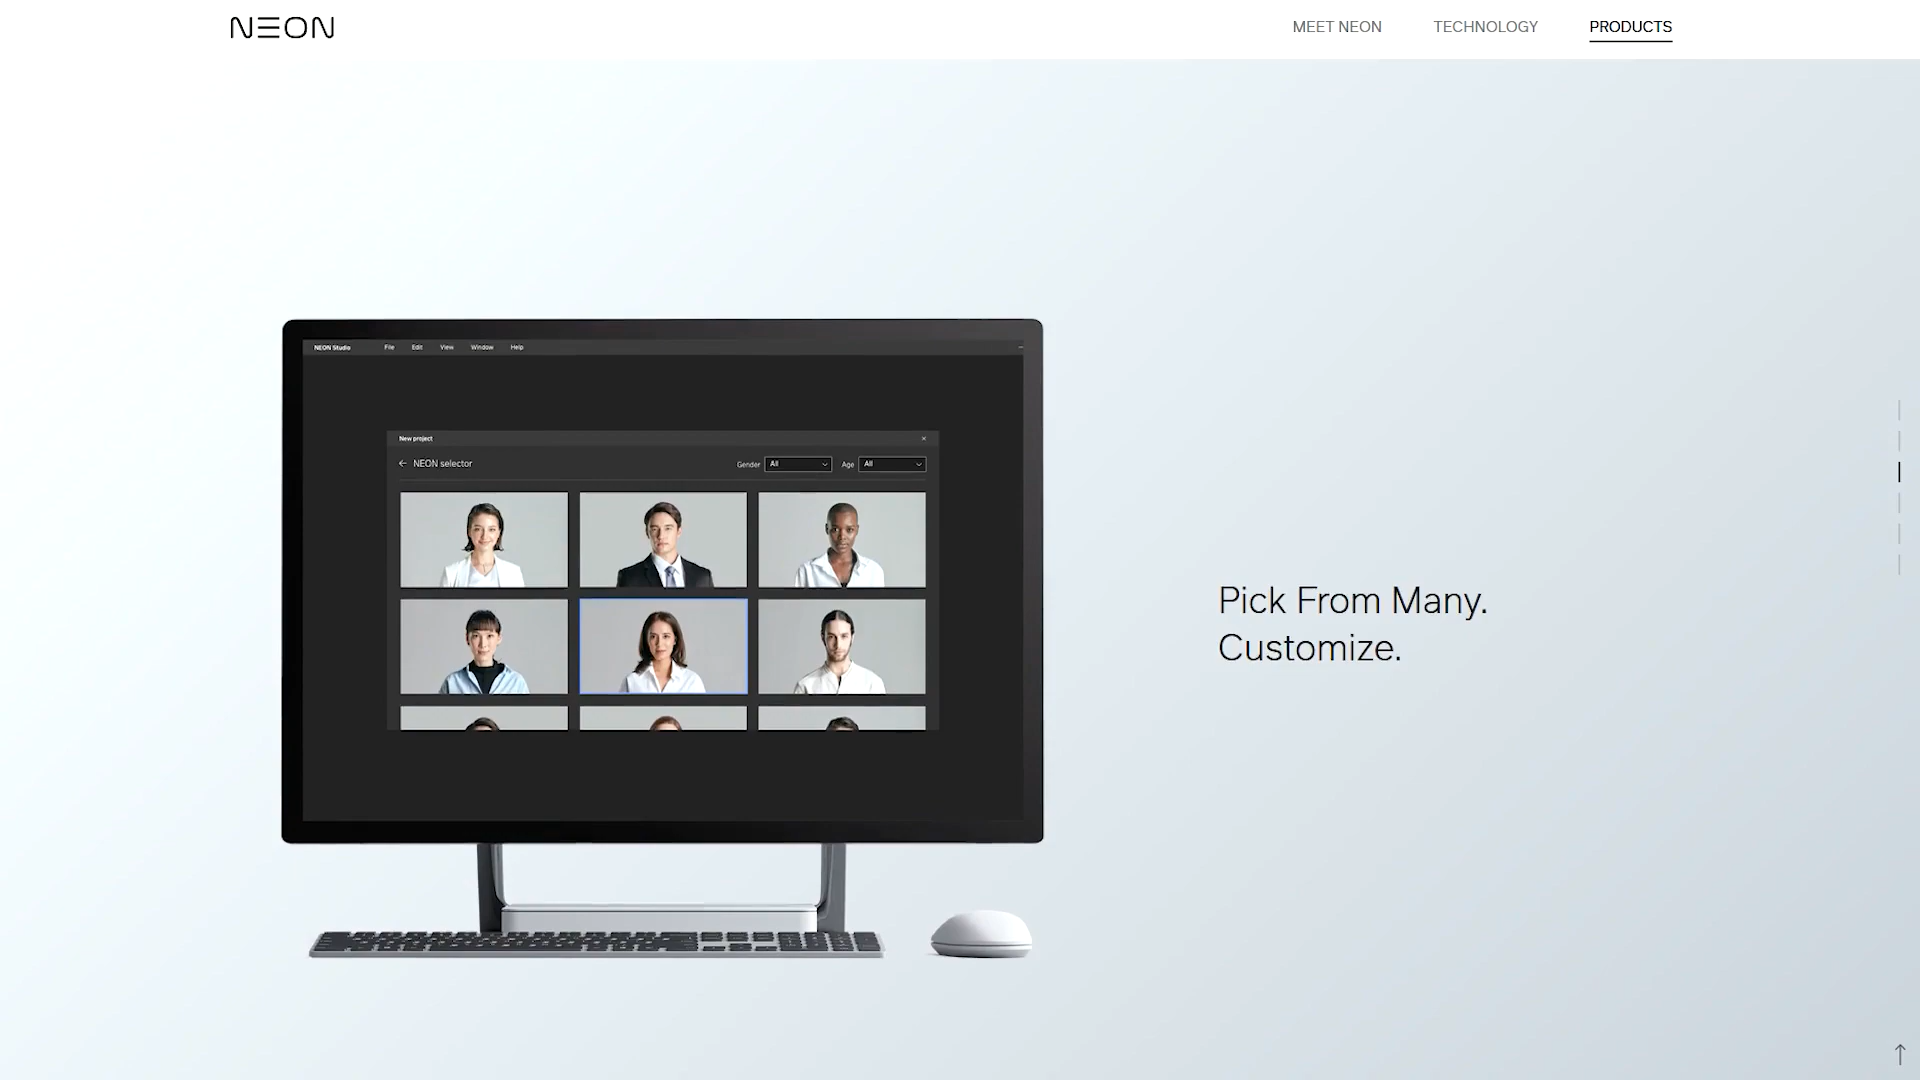 NEON
MEET NEON
TECHNOLOGY
PRODUCTS
NEON Studio
File
Edit
View
Window
Help
New project
NEON selector
Gender
All
Age
All
Pick From Many.
Customize.